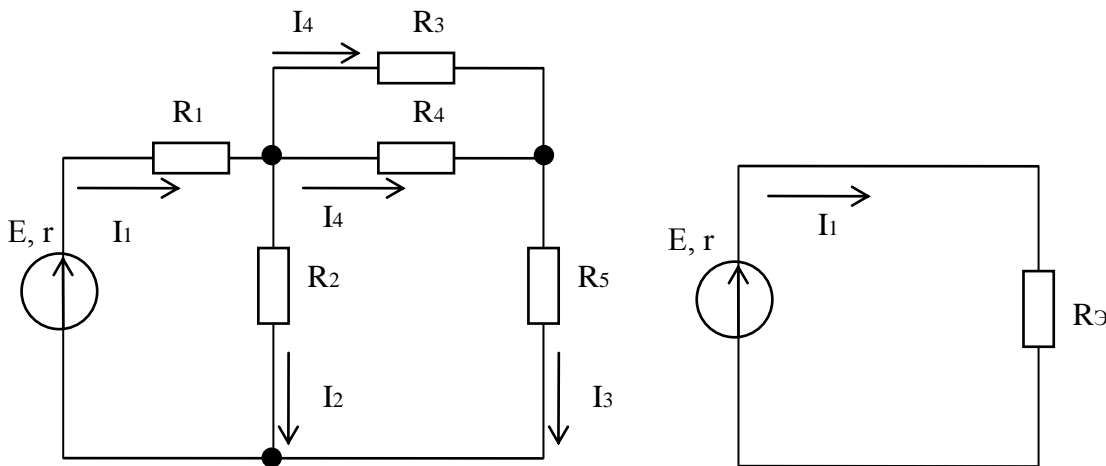 I4 R3
R1 R4
E, r I1 I4
R2 R5
I2 I3
E, r I1
RЭ